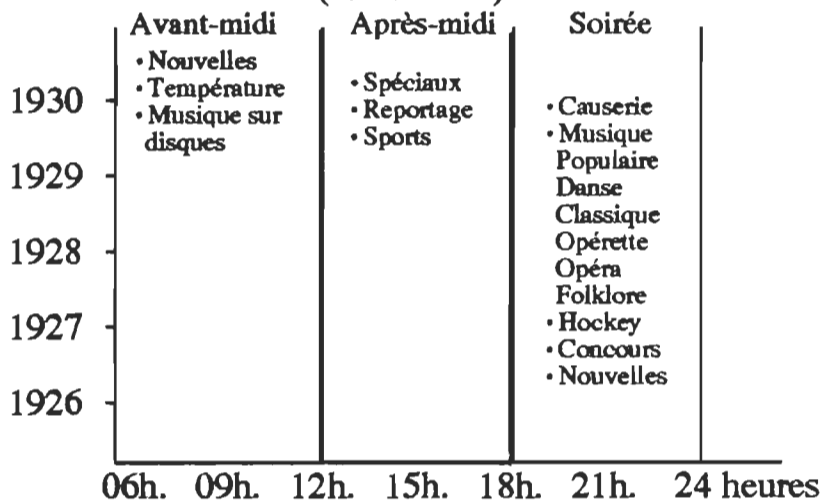 Avant-midi
• Nouvelles
• Température
• Musique sur
disques
Après-midi
• Spéciaux
• Reportage
• Sports
Soirée
• Causerie
• Musique
Populaire
Danse
Classique
Opérette
Opéra
Folklore
• Hockey
• Concours
• Nouvelles
1930
1929
1928
1927
1926
06h. 09h. 12h. 15h. 18h. 21h. 24 heures